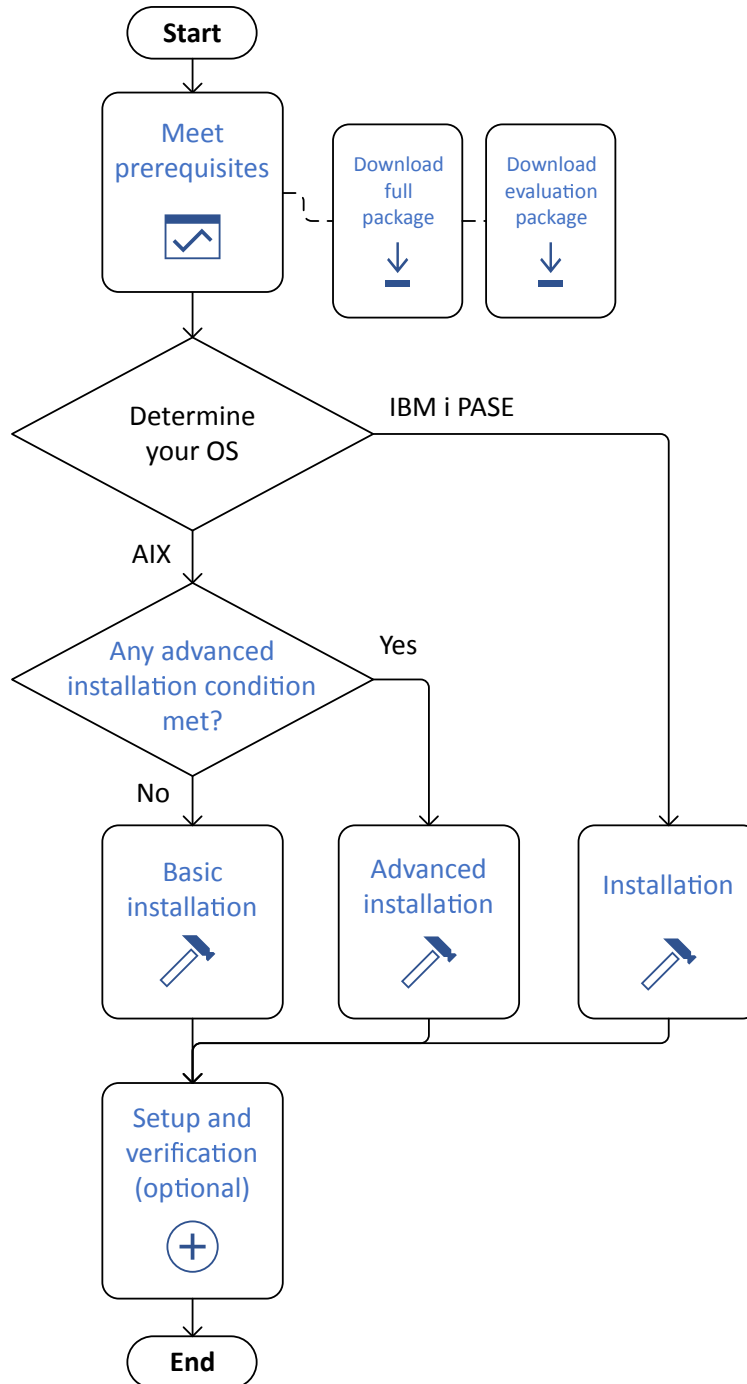 Start
Meet
prerequisites
Download
full
package
Download
evaluation
package
Determine
your OS
IBM i PASE
AIX
Any advanced
installation condition
met?
Yes
No
Basic
installation
Advanced
installation
Installation
Setup and
verification
(optional)
End